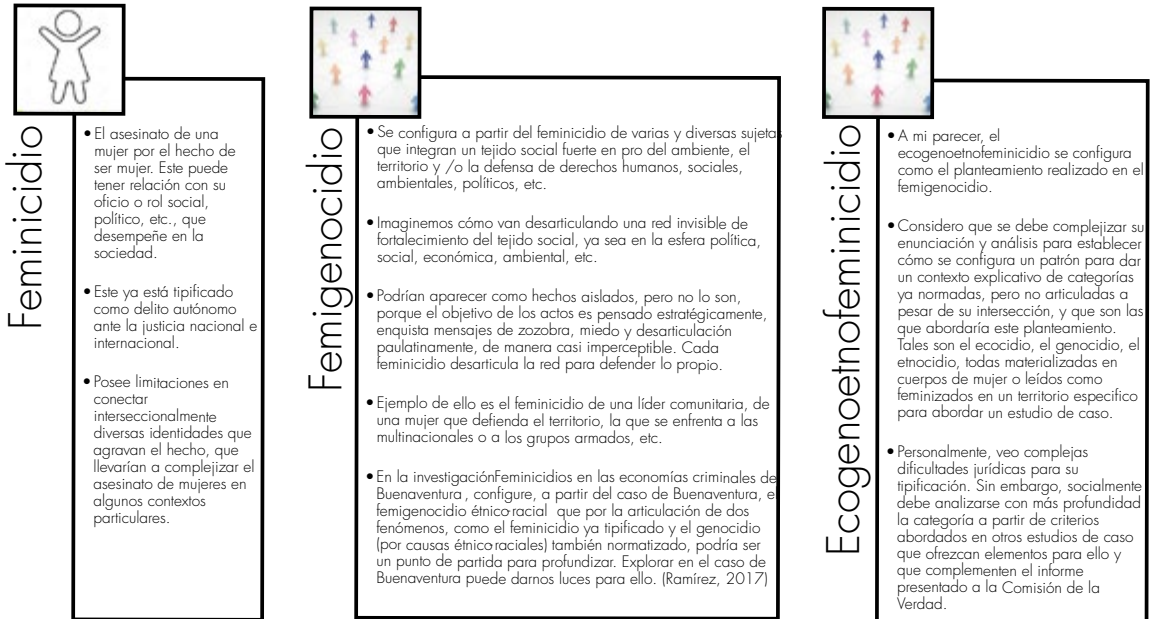 Feminicidio
• El asesinato de una
mujer por el hecho de
ser mujer. Este puede
tener relación con su
oficio o rol social,
político, etc., que
desempeñe en la
sociedad.
• Este ya está tipificado
como delito autónomo
ante la justicia nacional e
internacional.
• Posee limitaciones en
conectar
interseccionalmente
diversas identidades que
agravan el hecho, que
llevarían a complejizar el
asesinato de mujeres en
algunos contextos
particulares.
Femigenocidio
• Se configura a partir del feminicidio de varias y diversas sujetas
que integran un tejido social fuerte en pro del ambiente, el
territorio y /o la defensa de derechos humanos, sociales,
ambientales, políticos, etc.
• Imaginemos cómo van desarticulando una red invisible de
fortalecimiento del tejido social, ya sea en la esfera política,
social, económica, ambiental, etc.
• Podrían aparecer como hechos aislados, pero no lo son,
porque el objetivo de los actos es pensado estratégicamente,
enquista mensajes de zozobra, miedo y desarticulación
paulatinamente, de manera casi imperceptible. Cada
feminicidio desarticula la red para defender lo propio.
• Ejemplo de ello es el feminicidio de una líder comunitaria, de
una mujer que defienda el territorio, la que se enfrenta a las
multinacionales o a los grupos armados, etc.
• En la investigaciónFeminicidios en las economías criminales de
Buenaventura , configure, a partir del caso de Buenaventura, e
femigenocidio étnico-racial que por la articulación de dos
fenómenos, como el feminicidio ya tipificado y el genocidio
(por causas étnico-raciales) también normatizado, podría ser
un punto de partida para profundizar. Explorar en el caso de
Buenaventura puede darnos luces para ello. (Ramírez, 2017)
Ecogenoetnofeminicidio
• A mi parecer, el
ecogenoetnofeminicidio se configura
como el planteamiento realizado en el
femigenocidio.
• Considero que se debe complejizar su
enunciación y análisis para establecer
cómo se configura un patrón para dar
un contexto explicativo de categorías
ya normadas, pero no articuladas a
pesar de su intersección, y que son las
que abordaría este planteamiento.
Tales son el ecocidio, el genocidio, el
etnocidio, todas materializadas en
cuerpos de mujer o leídos como
feminizados en un territorio especifico
para abordar un estudio de caso.
• Personalmente, veo complejas
dificultades jurídicas para su
tipificación. Sin embargo, socialmente
debe analizarse con más profundidad
la categoría a partir de criterios
abordados en otros estudios de caso
que ofrezcan elementos para ello y
que complementen el informe
presentado a la Comisión de la
Verdad.